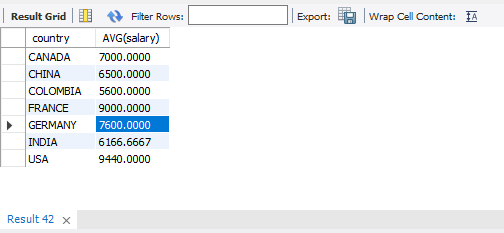 Result Grid Filter Rows: Export: Wrap Cell Content: IA
country AVG(salary)
CANADA 7000.0000
CHINA 6500.0000
COLOMBIA 5600.0000
FRANCE 9000.0000
GERMANY 7600.0000
INDIA 6166.6667
USA 9440.0000
Result 42 ×